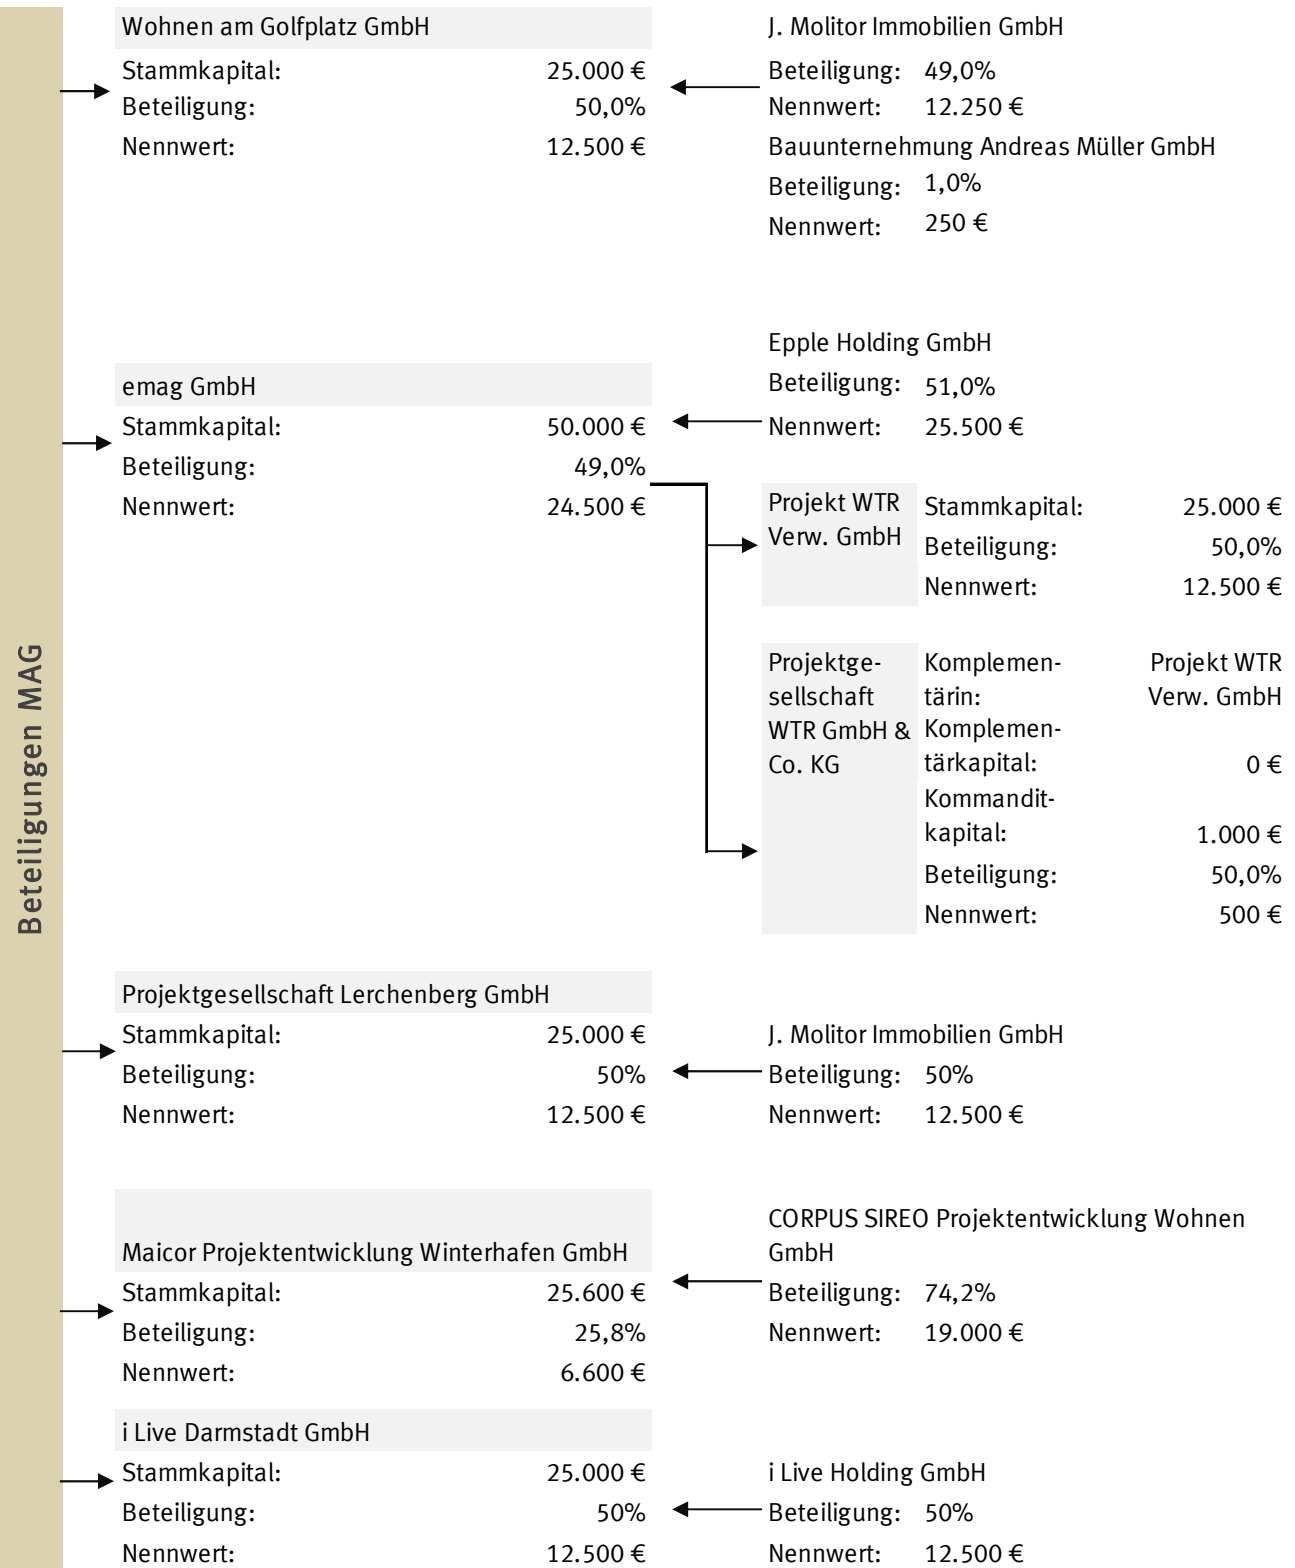 Beteiligungen MAG
Wohnen am Golfplatz GmbH
Stammkapital: 25.000 €
Beteiligung: 50,0%
Nennwert: 12.500 €
J. Molitor Immobilien GmbH
Beteiligung: 49,0%
Nennwert: 12.250 €
Bauunternehmung Andreas Müller GmbH
Beteiligung: 1,0%
Nennwert: 250 €
emag GmbH
Stammkapital: 50.000 €
Beteiligung: 49,0%
Nennwert: 24.500 €
Epple Holding GmbH
Beteiligung: 51,0%
Nennwert: 25.500 €
Projekt WTR
Verw. GmbH
Stammkapital: 25.000 €
Beteiligung: 50,0%
Nennwert: 12.500 €
Projektge-
sellschaft
WTR GmbH &
Co. KG
Komplemen-
tärin:
Projekt WTR
Verw. GmbH
Komplemen-
tärkapital: 0 €
Kommandit-
kapital: 1.000 €
Beteiligung: 50,0%
Nennwert: 500 €
Projektgesellschaft Lerchenberg GmbH
Stammkapital: 25.000 €
Beteiligung: 50%
Nennwert: 12.500 €
J. Molitor Immobilien GmbH
Beteiligung: 50%
Nennwert: 12.500 €
Maicor Projektentwicklung Winterhafen GmbH
Stammkapital: 25.600 €
Beteiligung: 25,8%
Nennwert: 6.600 €
CORPUS SIREO Projektentwicklung Wohnen
GmbH
Beteiligung: 74,2%
Nennwert: 19.000 €
i Live Darmstadt GmbH
Stammkapital: 25.000 €
Beteiligung: 50%
Nennwert: 12.500 €
i Live Holding GmbH
Beteiligung: 50%
Nennwert: 12.500 €